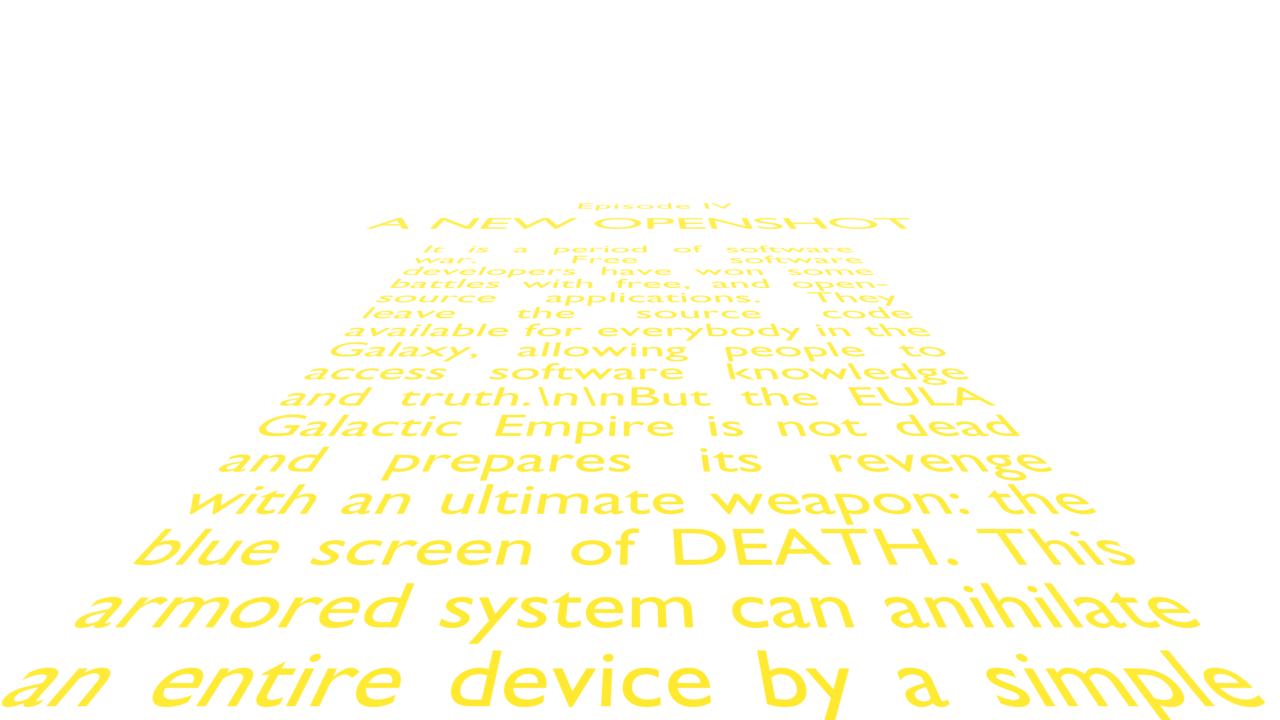 Episode IV
A NEW OPENSHOT
It is a period of software
war. Free software
developers have won some
battles with free, and open-
source applications. They
leave the source code
available for everybody in the
Galaxy, allowing people to
access software knowledge
and truth.\n\nBut the EULA
Galactic Empire is not dead
and prepares its revenge
with an ultimate weapon: the
blue screen of DEATH. This
armored system can anihilate
an entire device by a simple